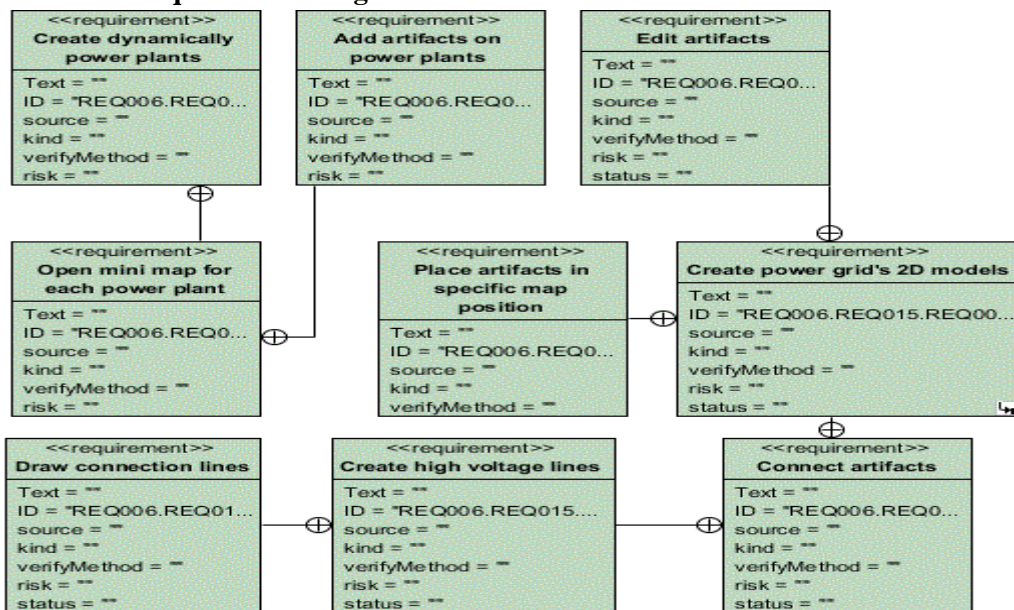 <<requirement>>
Create dynamically
power plants
Text = ""
ID = "REQ006.REQ0...
source = ""
kind = ""
verifyMethod = ""
risk = ""
<<requirement>>
Add artifacts on
power plants
Text = ""
ID = "REQ006.REQ0...
source = ""
kind = ""
verifyMethod = ""
risk = ""
<<requirement>>
Edit artifacts
Text = ""
ID = "REQ006.REQ0...
source = ""
kind = ""
verifyMethod = ""
risk = ""
status = ""
<<requirement>>
Open mini map for
each power plant
Text = ""
ID = "REQ006.REQ0...
source = ""
kind = ""
verifyMethod = ""
risk = ""
<<requirement>>
Place artifacts in
specific map
position
Text = ""
ID = "REQ006.REQ0...
source = ""
kind = ""
verifyMethod = ""
<<requirement>>
Create power grid's 2D models
Text = ""
ID = "REQ006.REQ015.REQ00...
source = ""
kind = ""
verifyMethod = ""
risk = ""
status = ""
<<requirement>>
Draw connection lines
Text = ""
ID = "REQ006.REQ01...
source = ""
kind = ""
verifyMethod = ""
risk = ""
status = ""
<<requirement>>
Create high voltage lines
Text = ""
ID = "REQ006.REQ015....
source = ""
kind = ""
verifyMethod = ""
risk = ""
status = ""
<<requirement>>
Connect artifacts
Text = ""
ID = "REQ006.REQ0...
source = ""
kind = ""
verifyMethod = ""
risk = ""
status = ""